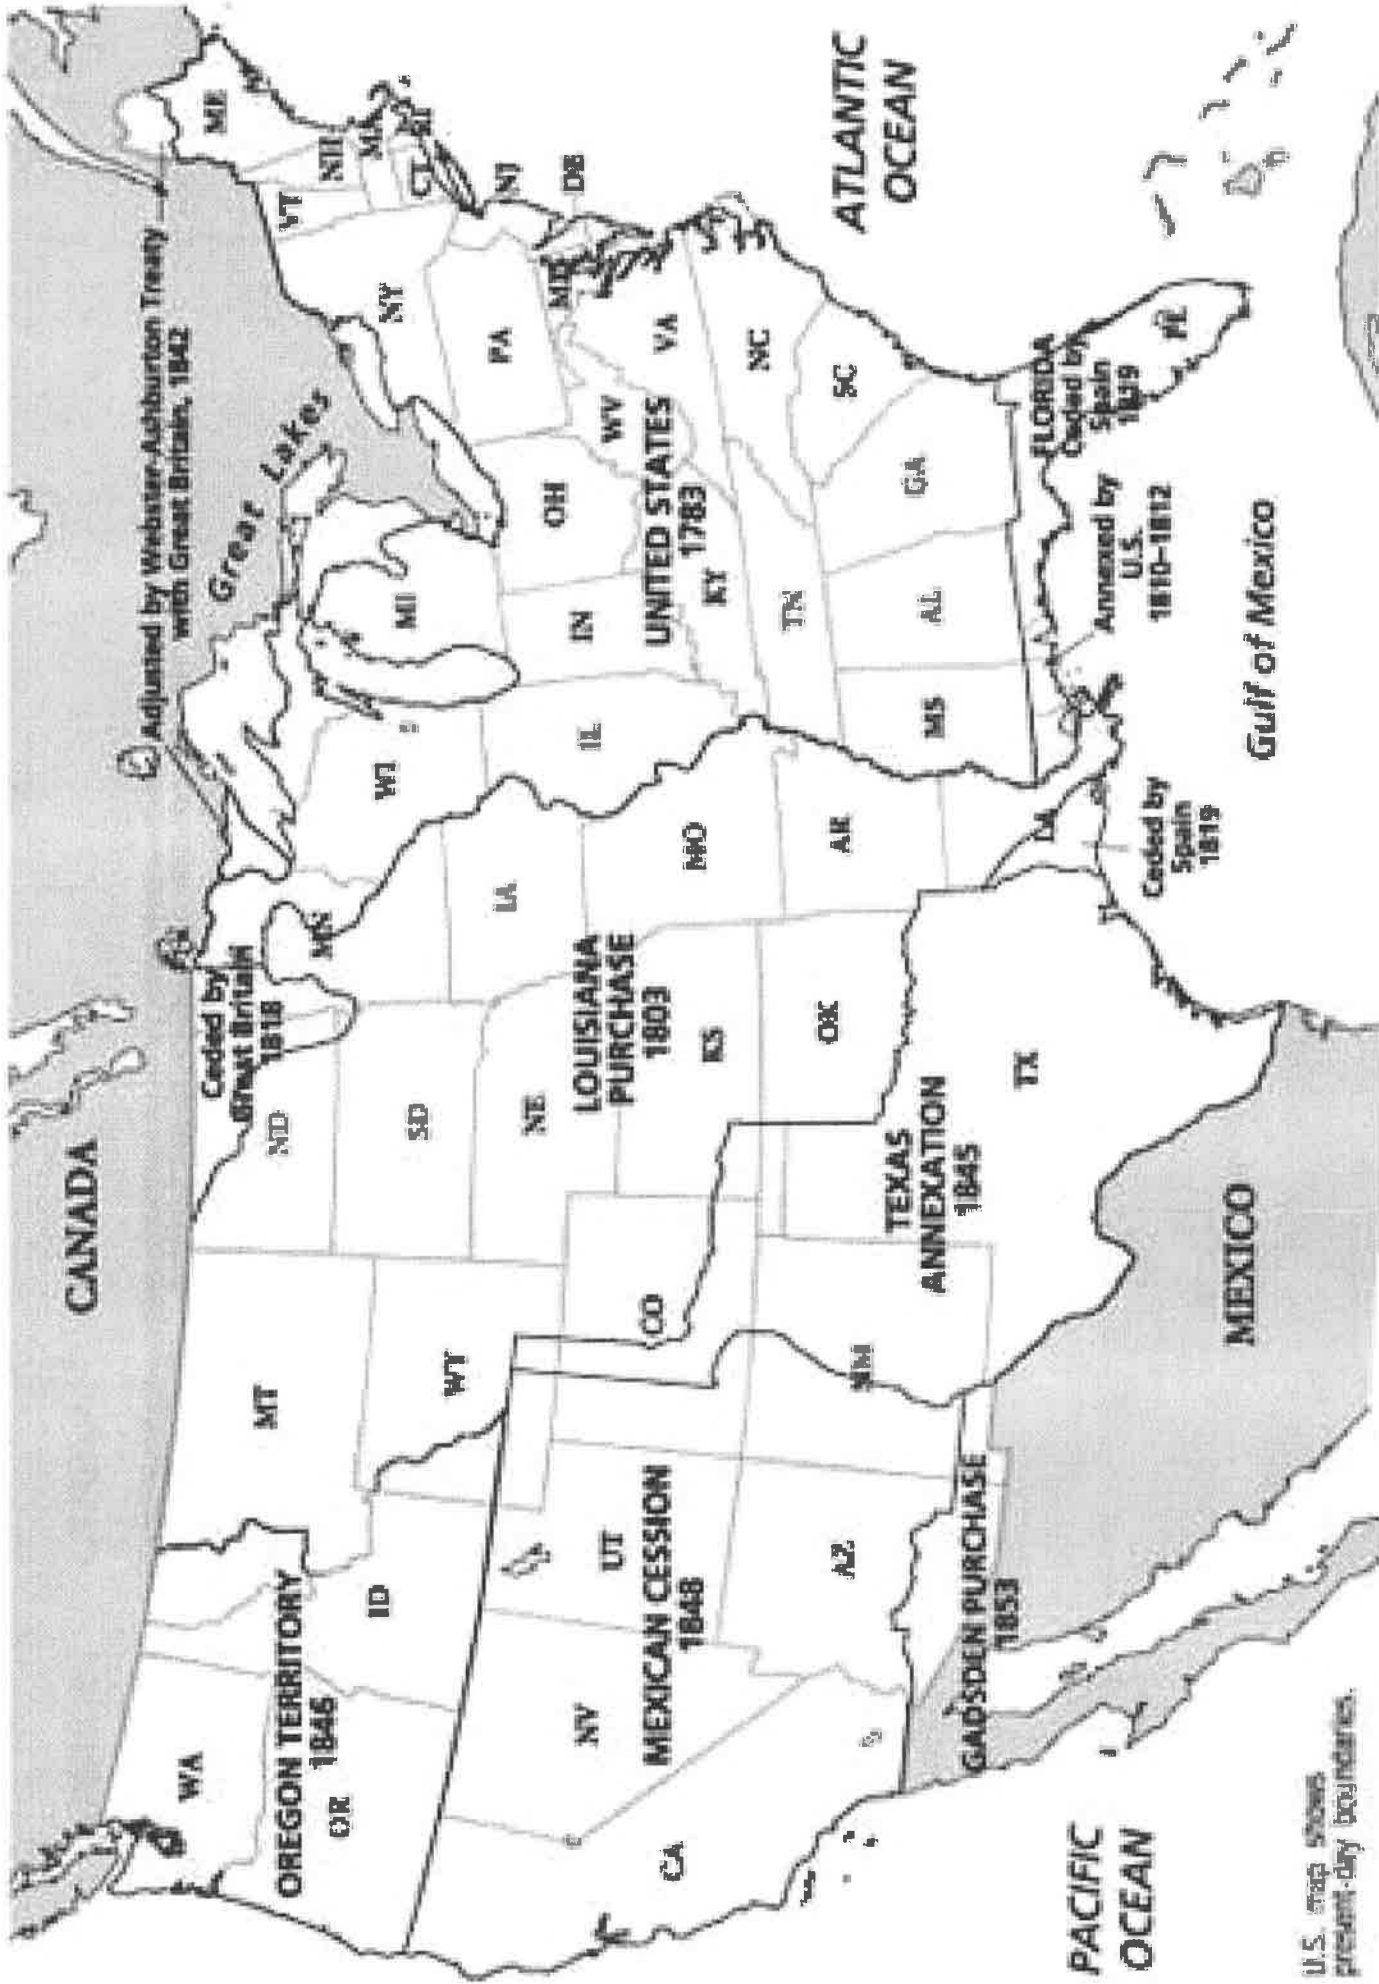 CANADA
Adjusted by Webster-Ashburton Treaty
with Great Britain, 1842
Great Lakes
Ceded by
Great Britain
1818
WA
OREGON TERRITORY
1846
OR
ID
MT
ND
MN
SD
WY
NE
IA
WI
MI
NY
VT
NH
ME
MA
RI
CT
NJ
PA
DE
MD
OH
IN
IL
WV
VA
UNITED STATES
1783
KY
LOUISIANA
PURCHASE
1803
KS
MO
CO
UT
NV
MEXICAN CESSION
1848
CA
AZ
NM
OK
AR
TN
NC
SC
GA
AL
MS
LA
TEXAS
ANNEXATION
1845
TX
GADSDEN PURCHASE
1853
FLORIDA
Ceded by
Spain
1819
FL
Annexed by
U.S.
1810–1812
Ceded by
Spain
1819
ATLANTIC
OCEAN
Gulf of Mexico
MEXICO
PACIFIC
OCEAN
U.S. map shows
present-day boundaries.